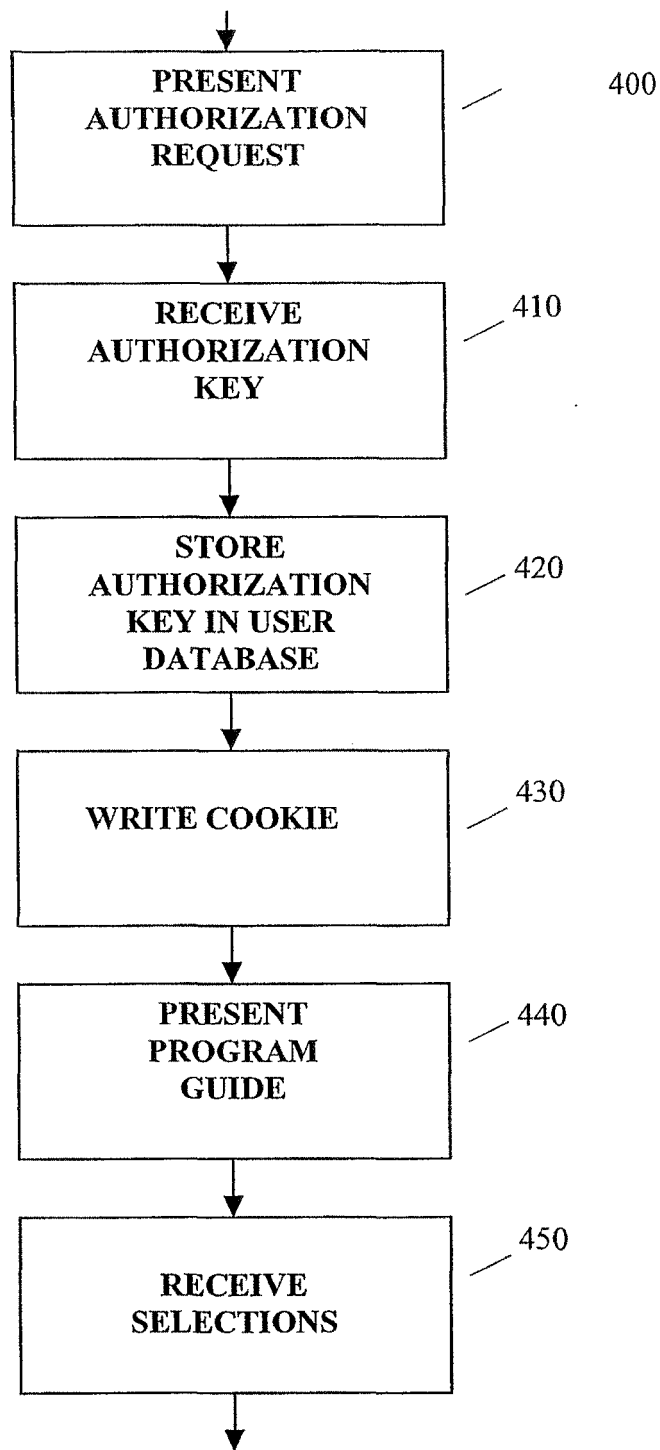 PRESENT
AUTHORIZATION
REQUEST
400
RECEIVE
AUTHORIZATION
KEY
410
STORE
AUTHORIZATION
KEY IN USER
DATABASE
420
WRITE COOKIE
430
PRESENT
PROGRAM
GUIDE
440
RECEIVE
SELECTIONS
450